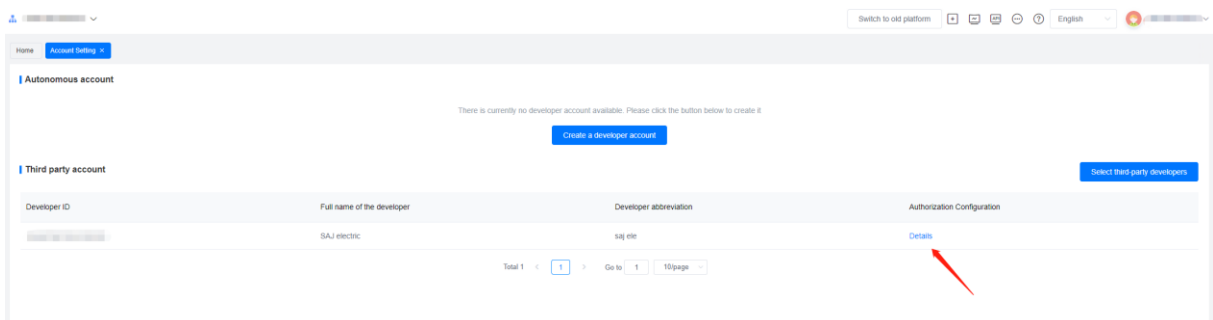 Switch to old platform
API
English
Home
Account Setting ×
Autonomous account
There is currently no developer account available. Please click the button below to create it
Create a developer account
Third party account
Select third-party developers
Developer ID Full name of the developer Developer abbreviation Authorization Configuration
SAJ electric saj ele Details
Total 1 < 1 > Go to 1 10/page